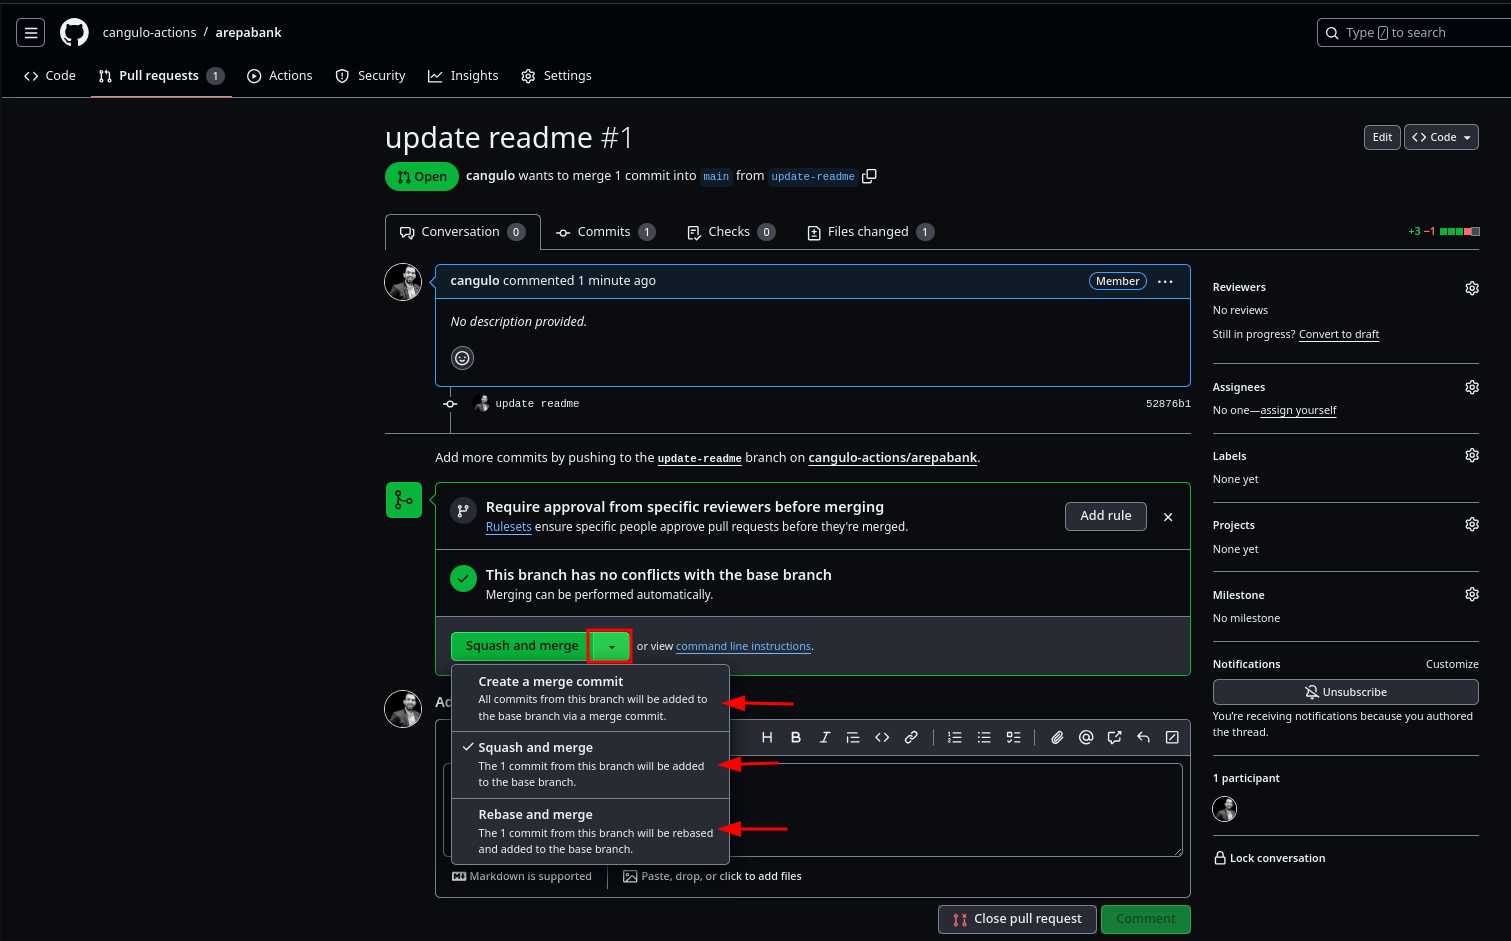 cangulo-actions / arepabank
Type / to search
Code
Pull requests 1
Actions
Security
Insights
Settings
update readme #1
Edit
Code
Open
cangulo wants to merge 1 commit into main from update-readme
Conversation 0
Commits 1
Checks 0
Files changed 1
+3 −1
cangulo commented 1 minute ago
Member
No description provided.
update readme
52876b1
Add more commits by pushing to the update-readme branch on cangulo-actions/arepabank.
Require approval from specific reviewers before merging
Rulesets ensure specific people approve pull requests before they're merged.
Add rule
This branch has no conflicts with the base branch
Merging can be performed automatically.
Squash and merge
or view command line instructions.
Create a merge commit
All commits from this branch will be added to
the base branch via a merge commit.
Squash and merge
The 1 commit from this branch will be added
to the base branch.
Rebase and merge
The 1 commit from this branch will be rebased
and added to the base branch.
Markdown is supported
Paste, drop, or click to add files
Close pull request
Comment
Reviewers
No reviews
Still in progress? Convert to draft
Assignees
No one—assign yourself
Labels
None yet
Projects
None yet
Milestone
No milestone
Notifications
Customize
Unsubscribe
You’re receiving notifications because you authored
the thread.
1 participant
Lock conversation